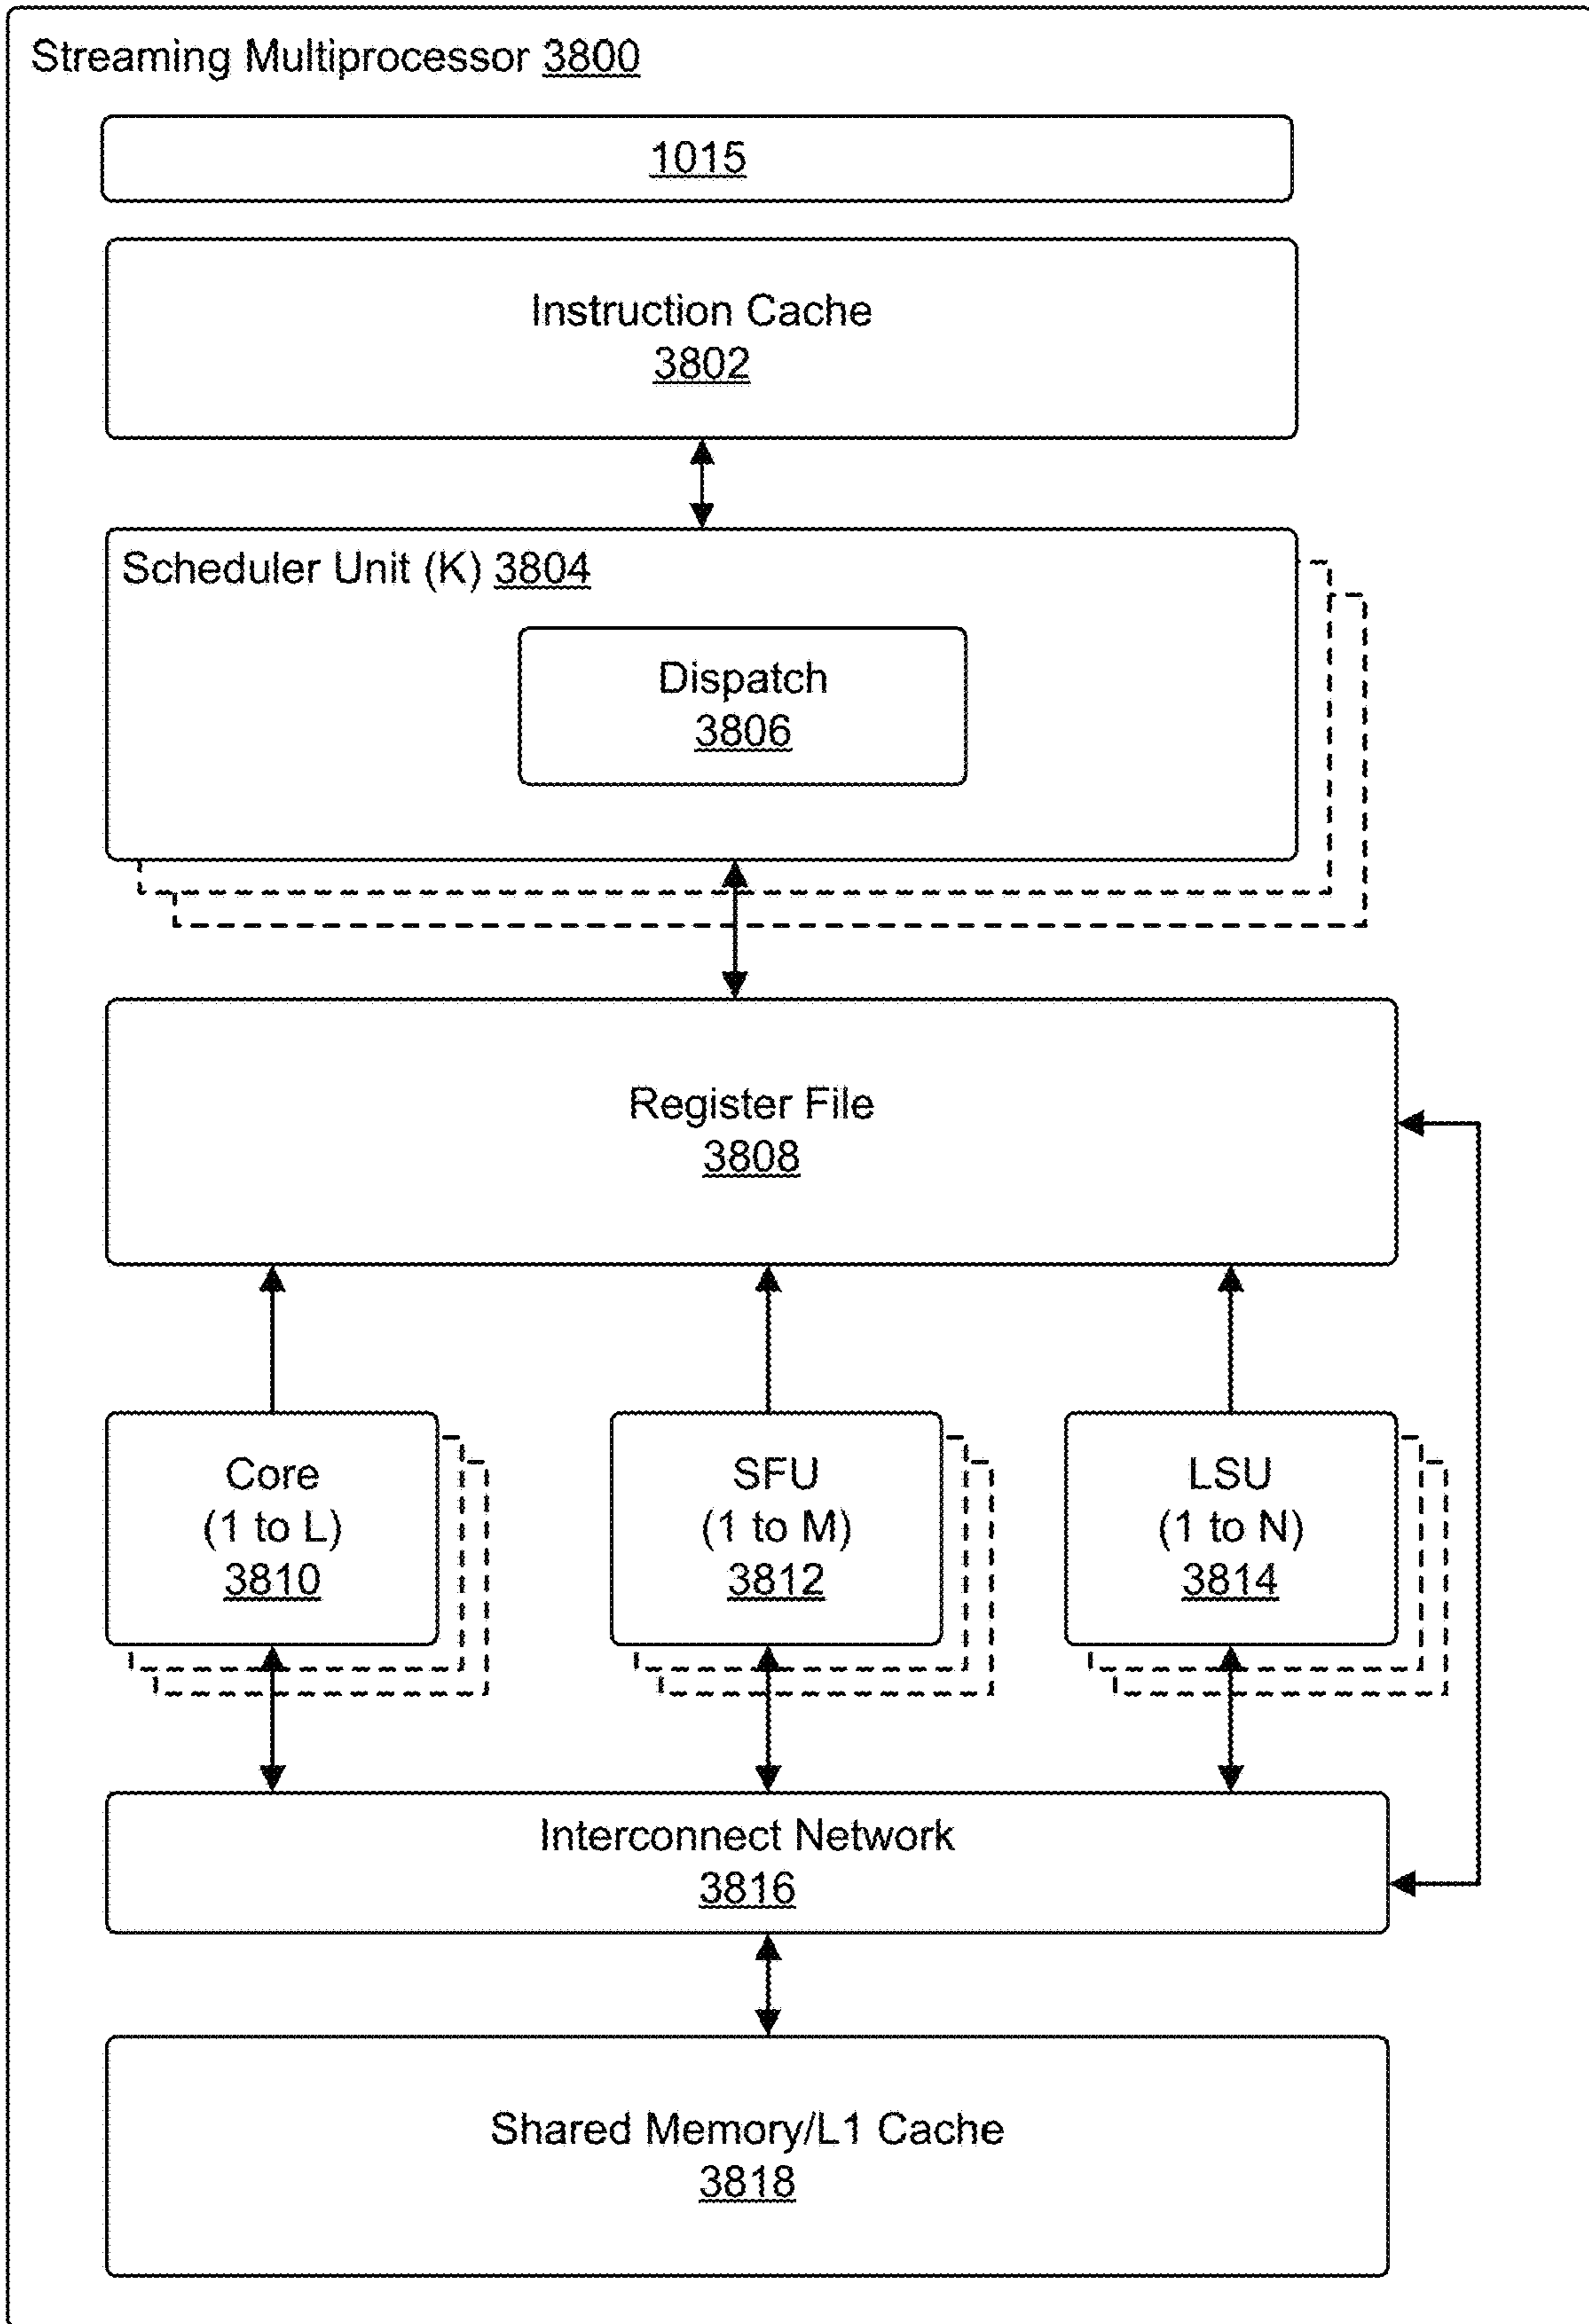 Streaming Multiprocessor 3800
1015
Instruction Cache
3802
Scheduler Unit (K) 3804
Dispatch
3806
Register File
3808
Core
(1 to L)
3810
SFU
(1 to M)
3812
LSU
(1 to N)
3814
Interconnect Network
3816
Shared Memory/L1 Cache
3818